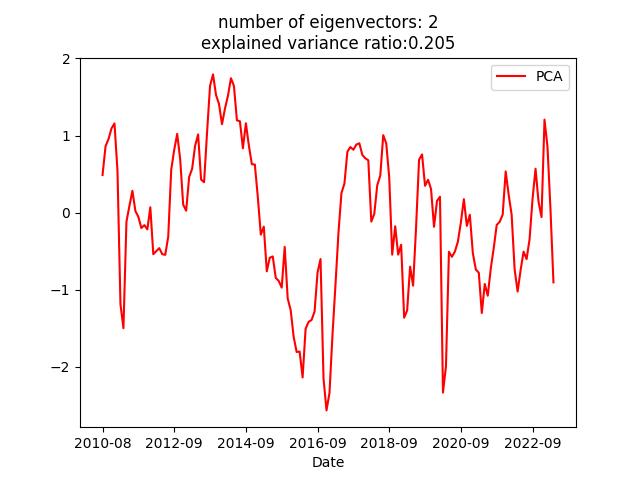 number of eigenvectors: 2
explained variance ratio:0.205
PCA
2
1
0
−1
−2
2010-08 2012-09 2014-09 2016-09 2018-09 2020-09 2022-09
Date